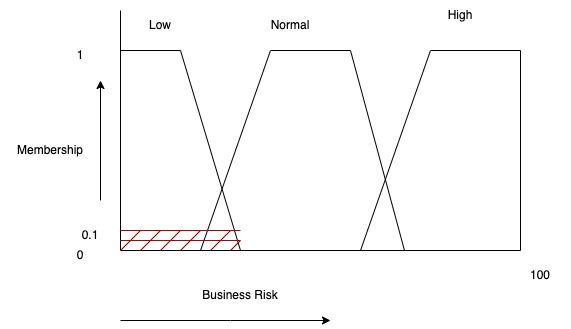 High
Low
Normal
1
Membership
0.1
0
100
Business Risk